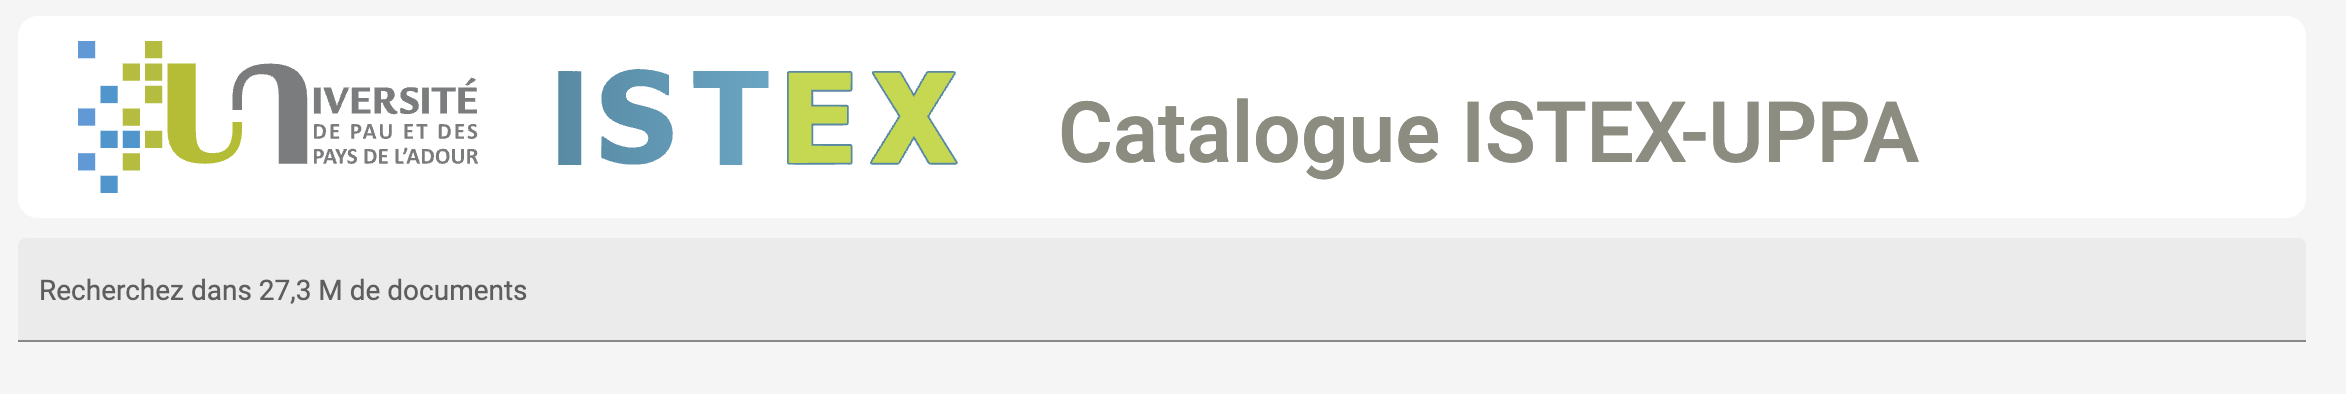 UNIVERSITÉ
DE PAU ET DES
PAYS DE L'ADOUR
ISTEX
Catalogue ISTEX-UPPA
Recherchez dans 27,3 M de documents